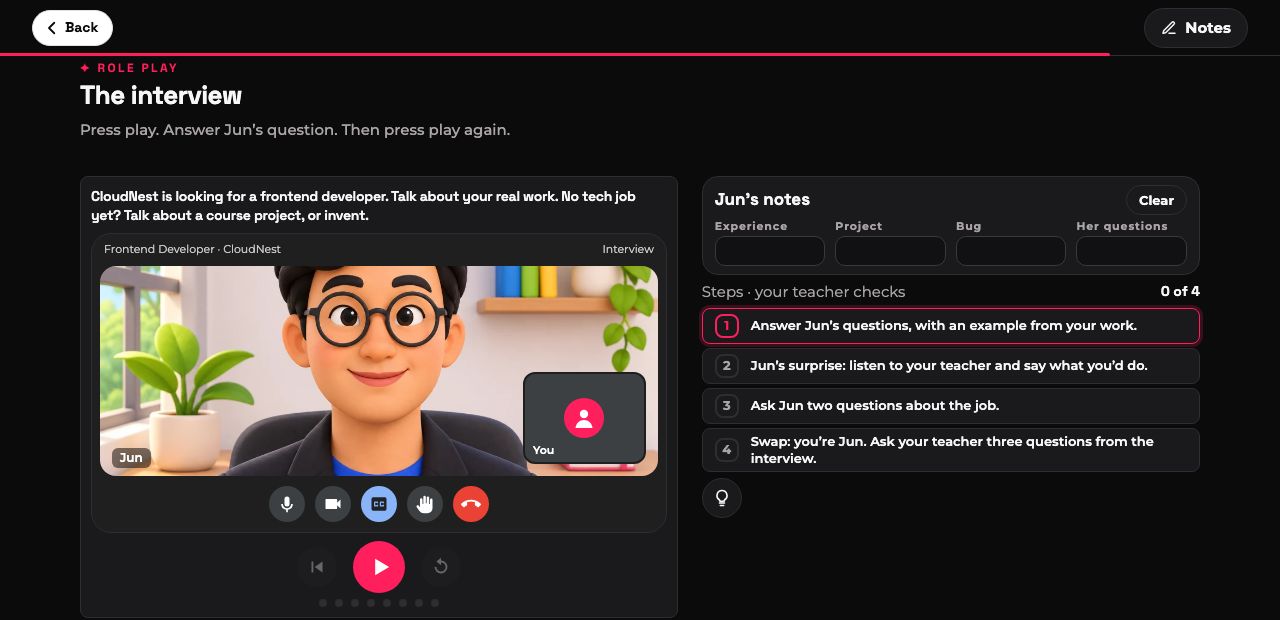 Back
Notes
ROLE PLAY
The interview
Press play. Answer Jun's question. Then press play again.
CloudNest is looking for a frontend developer. Talk about your real work. No tech job
yet? Talk about a course project, or invent.
Frontend Developer · CloudNest
Interview
Jun
You
CC
Jun's notes
Clear
Experience
Project
Bug
Her questions
Steps · your teacher checks
0 of 4
1 Answer Jun's questions, with an example from your work.
2 Jun's surprise: listen to your teacher and say what you'd do.
3 Ask Jun two questions about the job.
4 Swap: you're Jun. Ask your teacher three questions from the
interview.